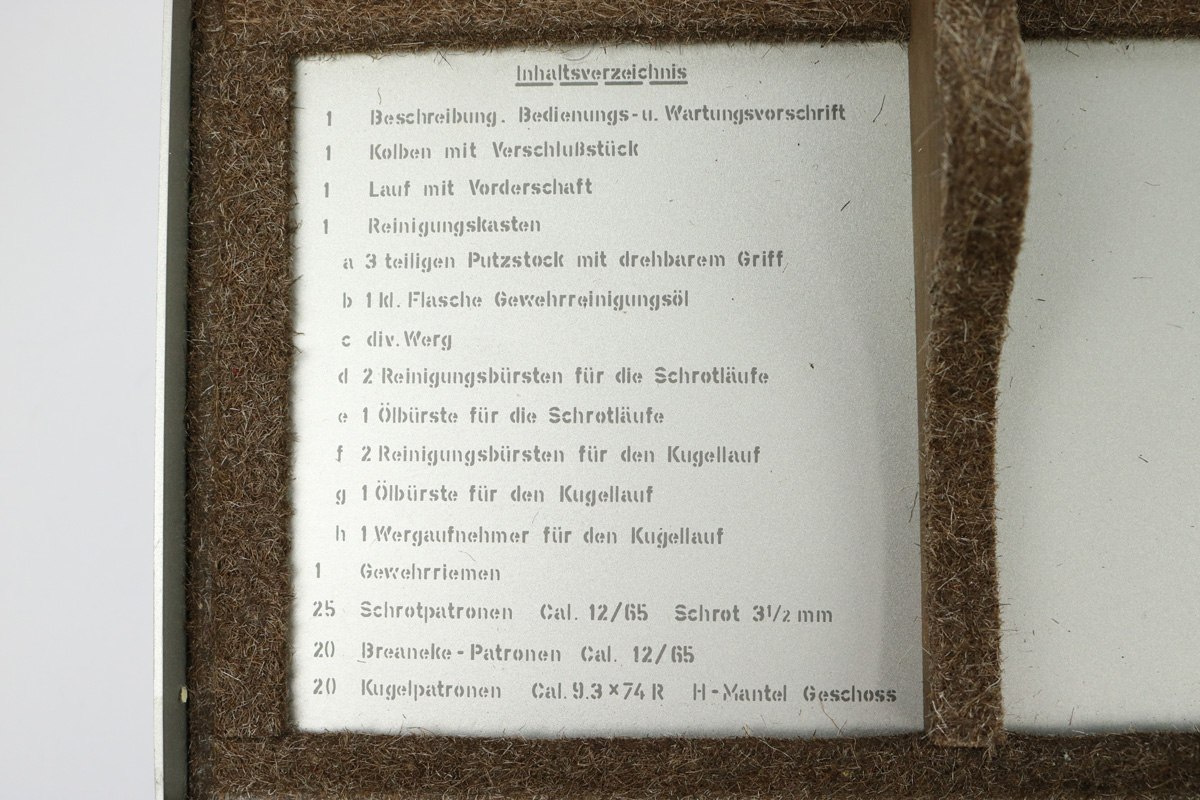 Inhaltsverzeichnis
1 Beschreibung. Bedienungs-u. Wartungsvorschrift
1 Kolben mit Verschlußstück
1 Lauf mit Vorderschaft
1 Reinigungskasten
a 3 teiligen Putzstock mit drehbarem Griff
b 1 kl. Flasche Gewehrreinigungsöl
c div. Werg
d 2 Reinigungsbürsten für die Schrotläufe
e 1 Ölbürste für die Schrotläufe
f 2 Reinigungsbürsten für den Kugellauf
g 1 Ölbürste für den Kugellauf
h 1 Wergaufnehmer für den Kugellauf
1 Gewehrriemen
25 Schrotpatronen Cal. 12/65 Schrot 3 1/2 mm
20 Breaneke-Patronen Cal. 12/65
20 Kugelpatronen Cal. 9.3×74 R H-Mantel Geschoss